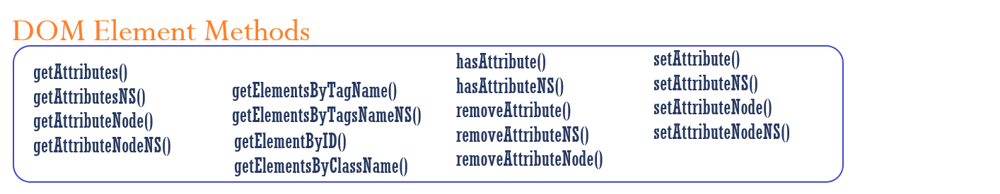 DOM Element Methods
getAttributes()
getAttributesNS()
getAttributeNode()
getAttributeNodeNS()
getElementsByTagName()
getElementsByTagsNameNS()
getElementByID()
getElementsByClassName()
hasAttribute()
hasAttributeNS()
removeAttribute()
removeAttributeNS()
removeAttributeNode()
setAttribute()
setAttributeNS()
setAttributeNode()
setAttributeNodeNS()